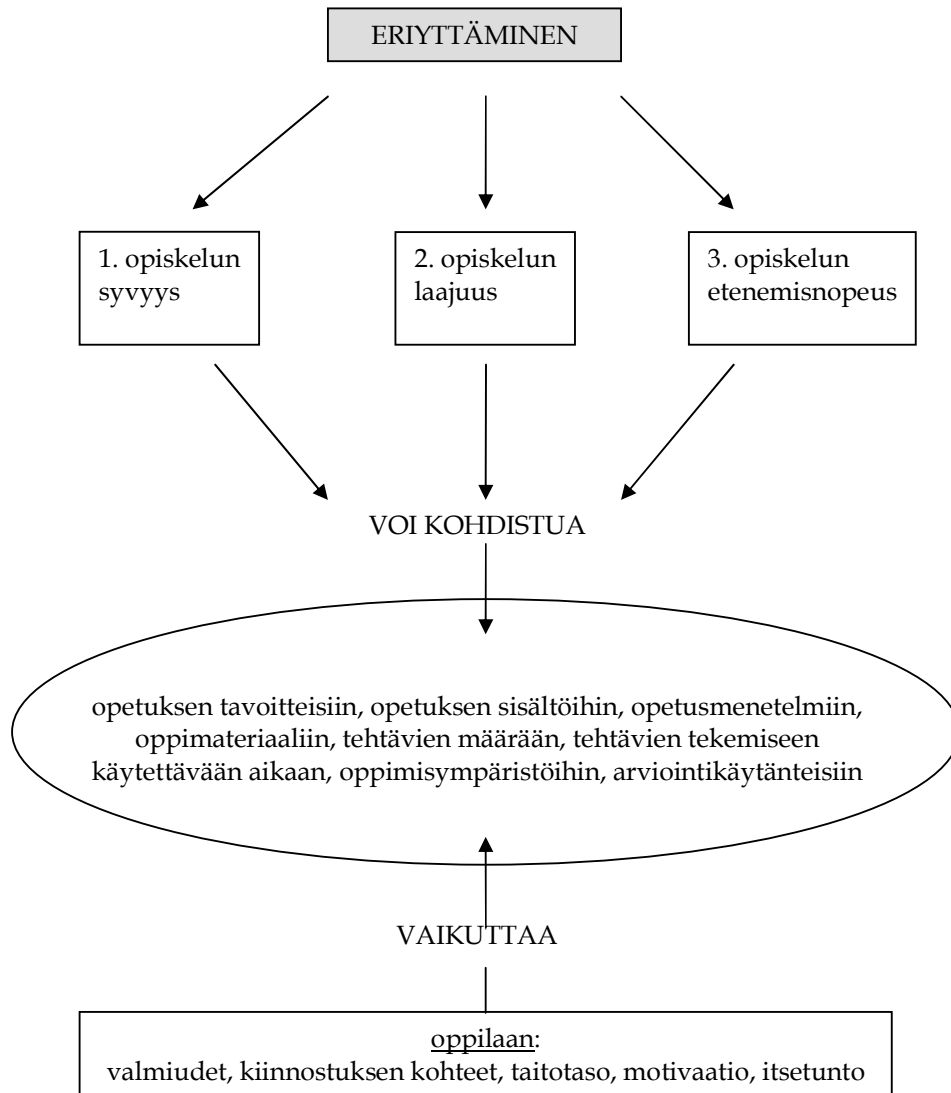 ERIYTTÄMINEN
1. opiskelun
syvyys
2. opiskelun
laajuus
3. opiskelun
etenemisnopeus
VOI KOHDISTUA
opetuksen tavoitteisiin, opetuksen sisältöihin, opetusmenetelmiin,
oppimateriaaliin, tehtävien määrään, tehtävien tekemiseen
käytettävään aikaan, oppimisympäristöihin, arviointikäytänteisiin
VAIKUTTAA
oppilaan:
valmiudet, kiinnostuksen kohteet, taitotaso, motivaatio, itsetunto